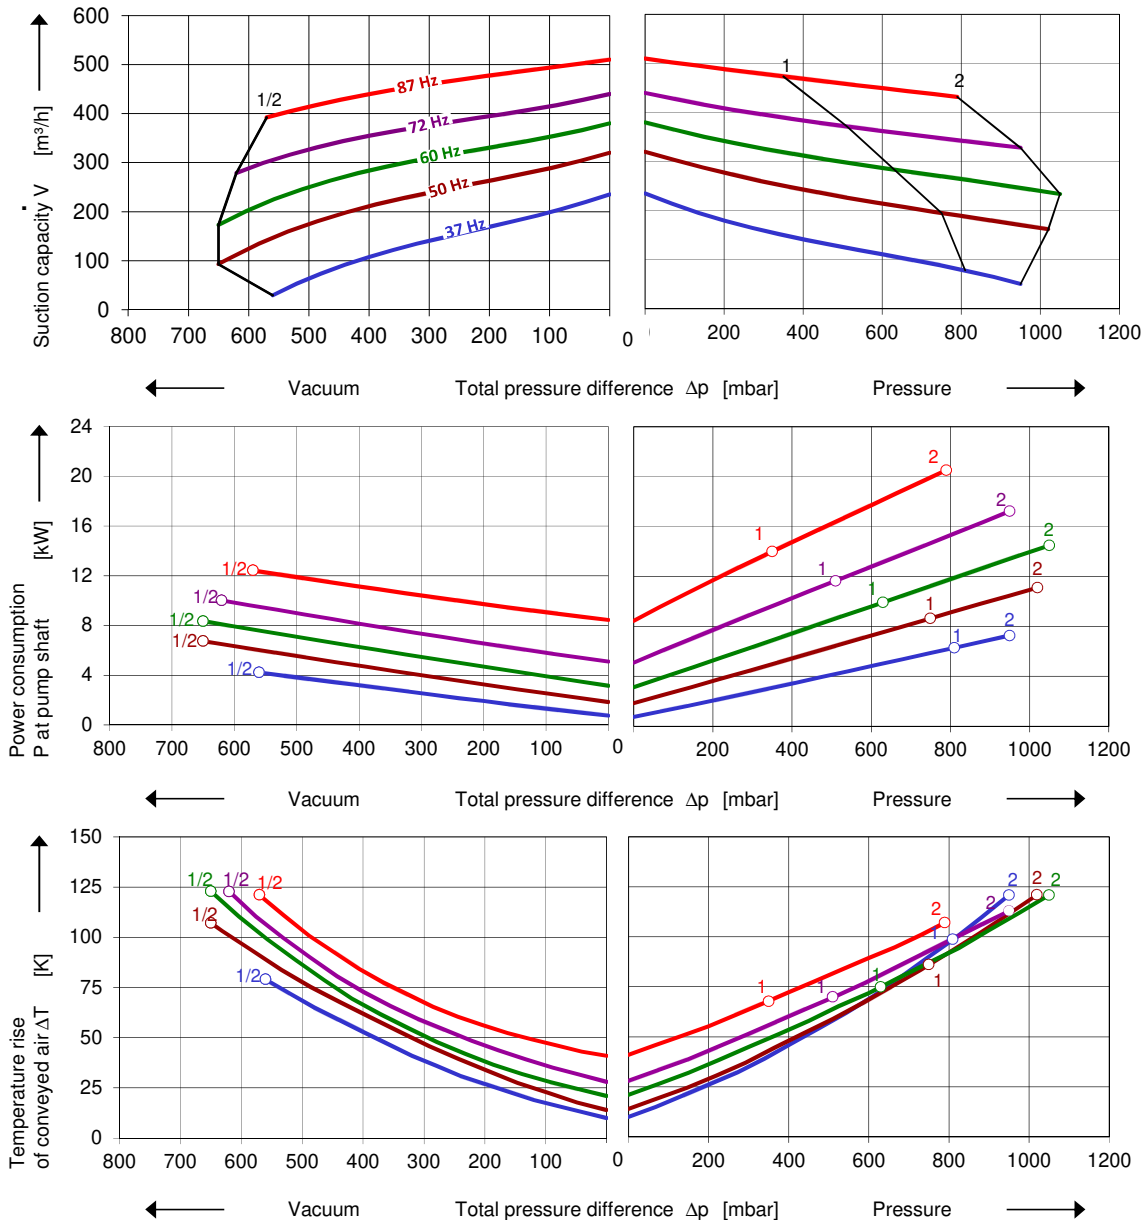 600
500
400
300
200
100
0
Suction capacity V̇ [m³/h]
1/2
87 Hz
72 Hz
60 Hz
50 Hz
37 Hz
1
2
800 700 600 500 400 300 200 100 0 400 600 800 1000 1200
Vacuum Total pressure difference Δp [mbar] Pressure
24
20
16
12
8
4
0
Power consumption
P at pump shaft [kW]
1/2
1/2
1/2
1/2
1/2
1 2
1 2
1 2
1 2
1 2
800 700 600 500 400 300 200 100 0 200 400 600 800 1000 1200
Vacuum Total pressure difference Δp [mbar] Pressure
150
125
100
75
50
25
0
Temperature rise
of conveyed air ΔT [K]
1/2 1/2 1/2
1/2
1/2
2 2 2
2 2
1
1 1 1
1
800 700 600 500 400 300 200 100 0 200 400 600 800 1000 1200
Vacuum Total pressure difference Δp [mbar] Pressure